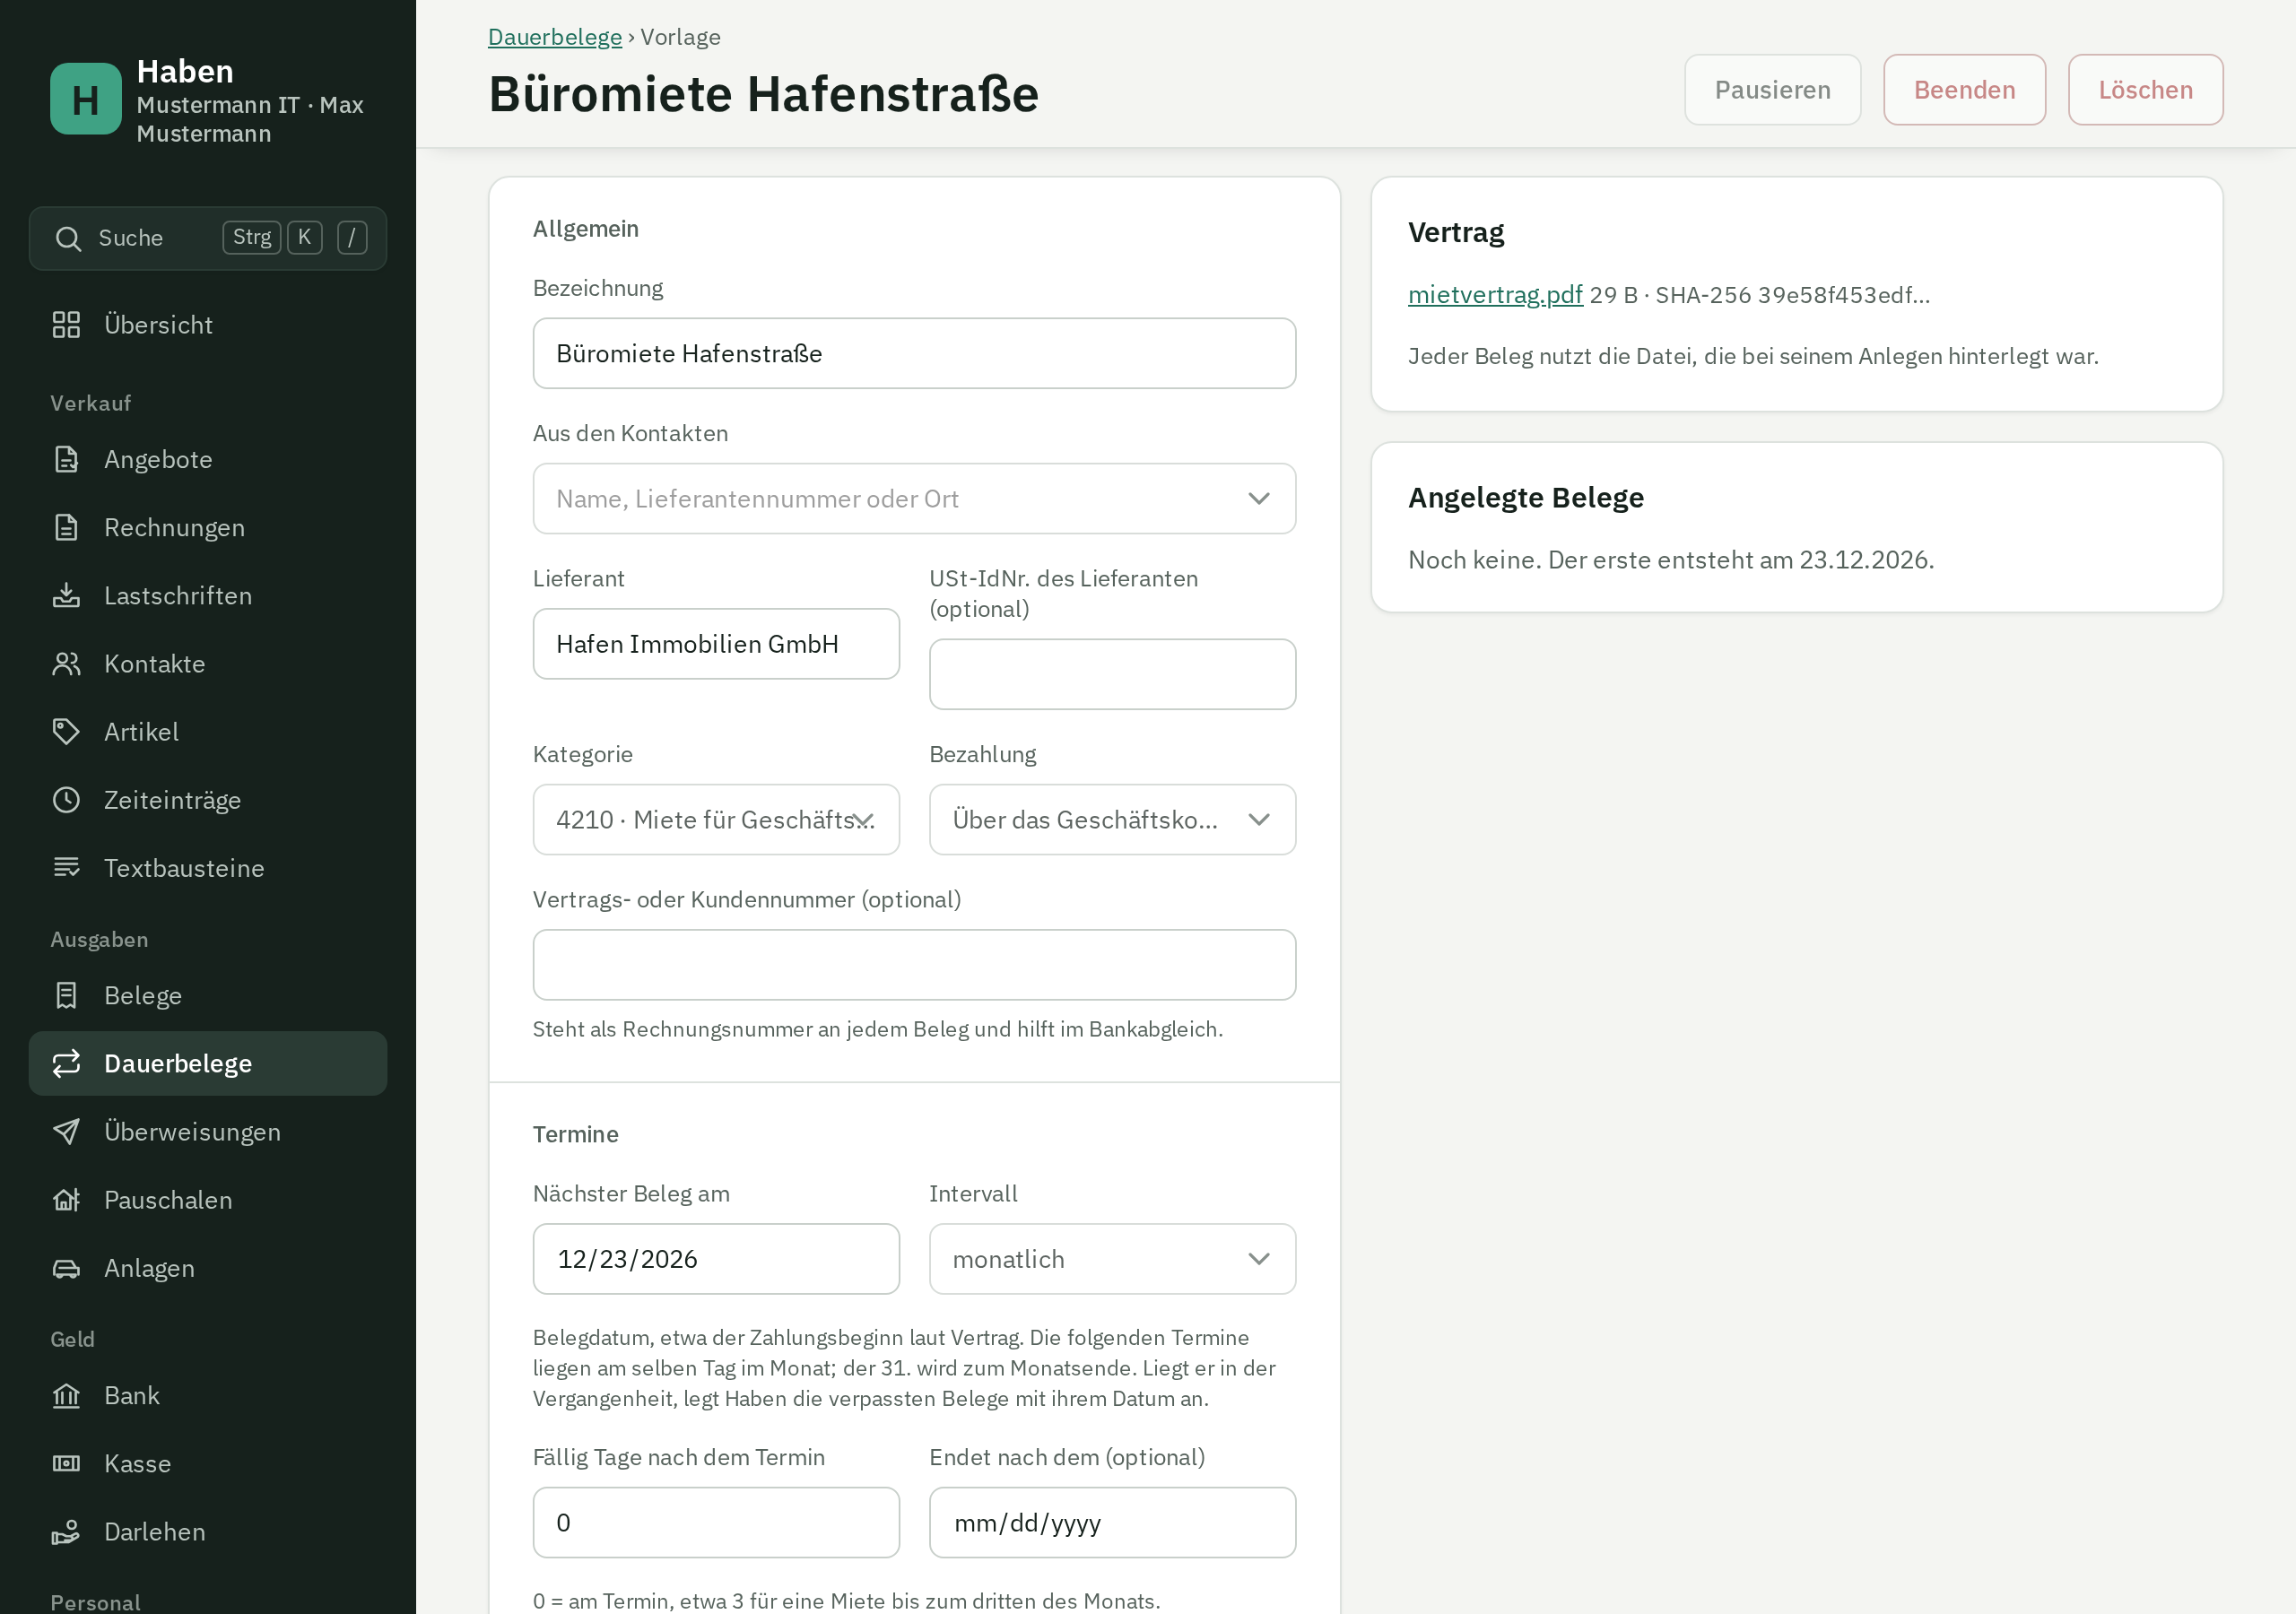 H
Haben
Mustermann IT · Max
Mustermann
Suche Strg K /
Übersicht
Verkauf
Angebote
Rechnungen
Lastschriften
Kontakte
Artikel
Zeiteinträge
Textbausteine
Ausgaben
Belege
Dauerbelege
Überweisungen
Pauschalen
Anlagen
Geld
Bank
Kasse
Darlehen
Personal
Dauerbelege › Vorlage
Büromiete Hafenstraße
Pausieren
Beenden
Löschen
Allgemein
Bezeichnung
Büromiete Hafenstraße
Aus den Kontakten
Name, Lieferantennummer oder Ort
Lieferant
Hafen Immobilien GmbH
USt-IdNr. des Lieferanten
(optional)
Kategorie
4210 · Miete für Geschäfts...
Bezahlung
Über das Geschäftsko...
Vertrags- oder Kundennummer (optional)
Steht als Rechnungsnummer an jedem Beleg und hilft im Bankabgleich.
Termine
Nächster Beleg am
12/23/2026
Intervall
monatlich
Belegdatum, etwa der Zahlungsbeginn laut Vertrag. Die folgenden Termine
liegen am selben Tag im Monat; der 31. wird zum Monatsende. Liegt er in der
Vergangenheit, legt Haben die verpassten Belege mit ihrem Datum an.
Fällig Tage nach dem Termin
0
Endet nach dem (optional)
mm/dd/yyyy
0 = am Termin, etwa 3 für eine Miete bis zum dritten des Monats.
Vertrag
mietvertrag.pdf 29 B · SHA-256 39e58f453edf…
Jeder Beleg nutzt die Datei, die bei seinem Anlegen hinterlegt war.
Angelegte Belege
Noch keine. Der erste entsteht am 23.12.2026.